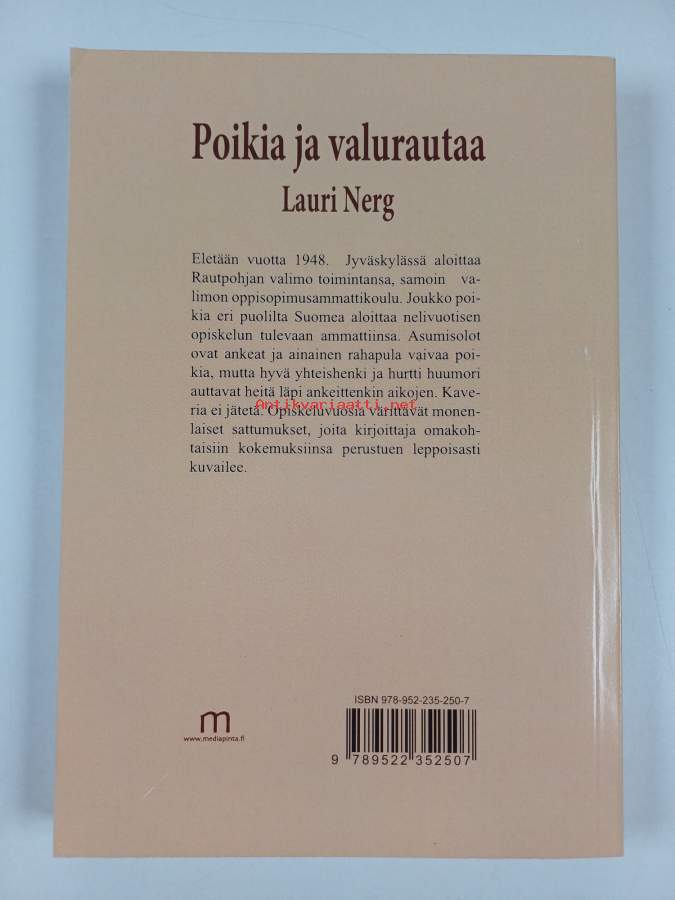 Poikia ja valurautaa
Lauri Nerg
Eletään vuotta 1948. Jyväskylässä aloittaa
Rautpohjan valimo toimintansa, samoin va-
limon oppisopimusammattikoulu. Joukko poi-
kia eri puolilta Suomea aloittaa nelivuotisen
opiskelun tulevaan ammattiinsa. Asumisolot
ovat ankeat ja ainainen rahapula vaivaa poi-
kia, mutta hyvä yhteishenki ja hurtti huumori
auttavat heitä läpi ankeittenkin aikojen. Kave-
Antikvariaatti.net
ria ei jätetä. Opiskeluvuosia värittävät monen-
laiset sattumukset, joita kirjoittaja omakoh-
taisiin kokemuksiinsa perustuen leppoisasti
kuvailee.
ISBN 978-952-235-250-7
m
www.mediapinta.fi
9 789522 352507